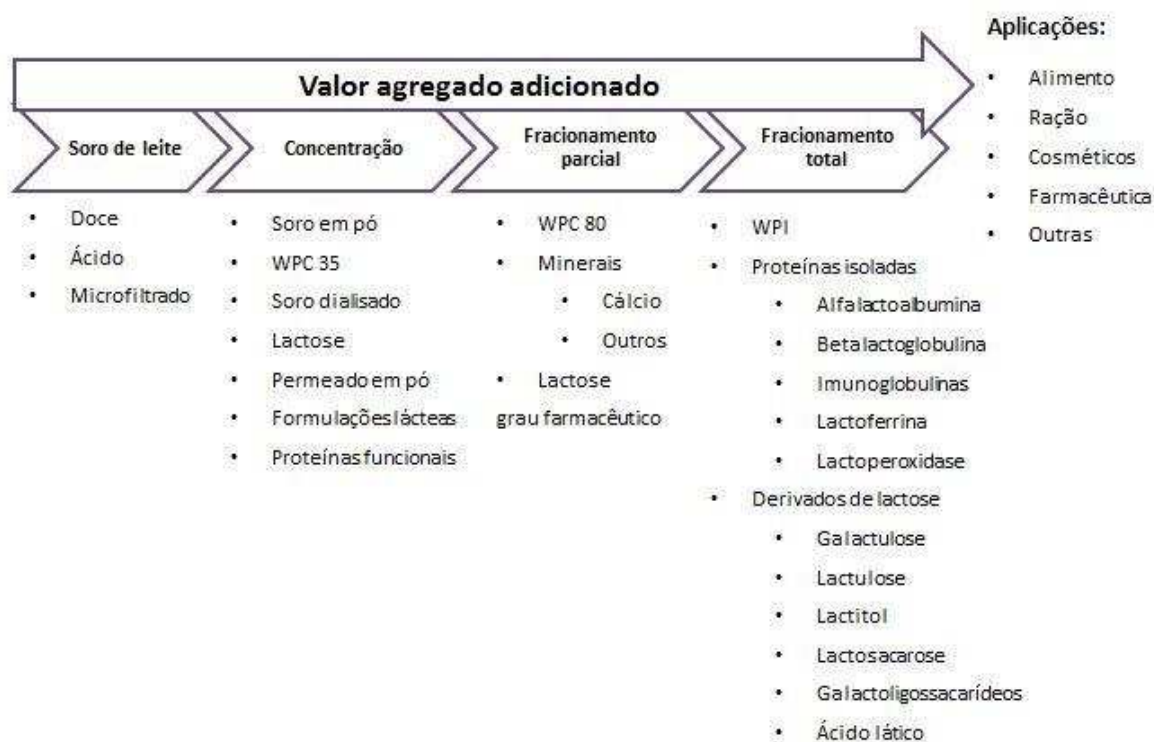 Aplicações:
• Alimento
• Ração
• Cosméticos
• Farmacêutica
• Outras
Valor agregado adicionado
Soro de leite
• Doce
• Ácido
• Microfiltrado
Concentração
• Soro em pó
• WPC 35
• Soro dialisado
• Lactose
• Permeado em pó
• Formulações lácteas
• Proteínas funcionais
Fracionamento
parcial
• WPC 80
• Minerais
• Cálcio
• Outros
• Lactose
grau farmacêutico
Fracionamento
total
• WPI
• Proteínas isoladas
• Alfalactoalbumina
• Betalactoglobulina
• Imunoglobulinas
• Lactoferrina
• Lactoperoxidase
• Derivados de lactose
• Galactulose
• Lactulose
• Lactitol
• Lactosacarose
• Galactoligossacarídeos
• Ácido lático